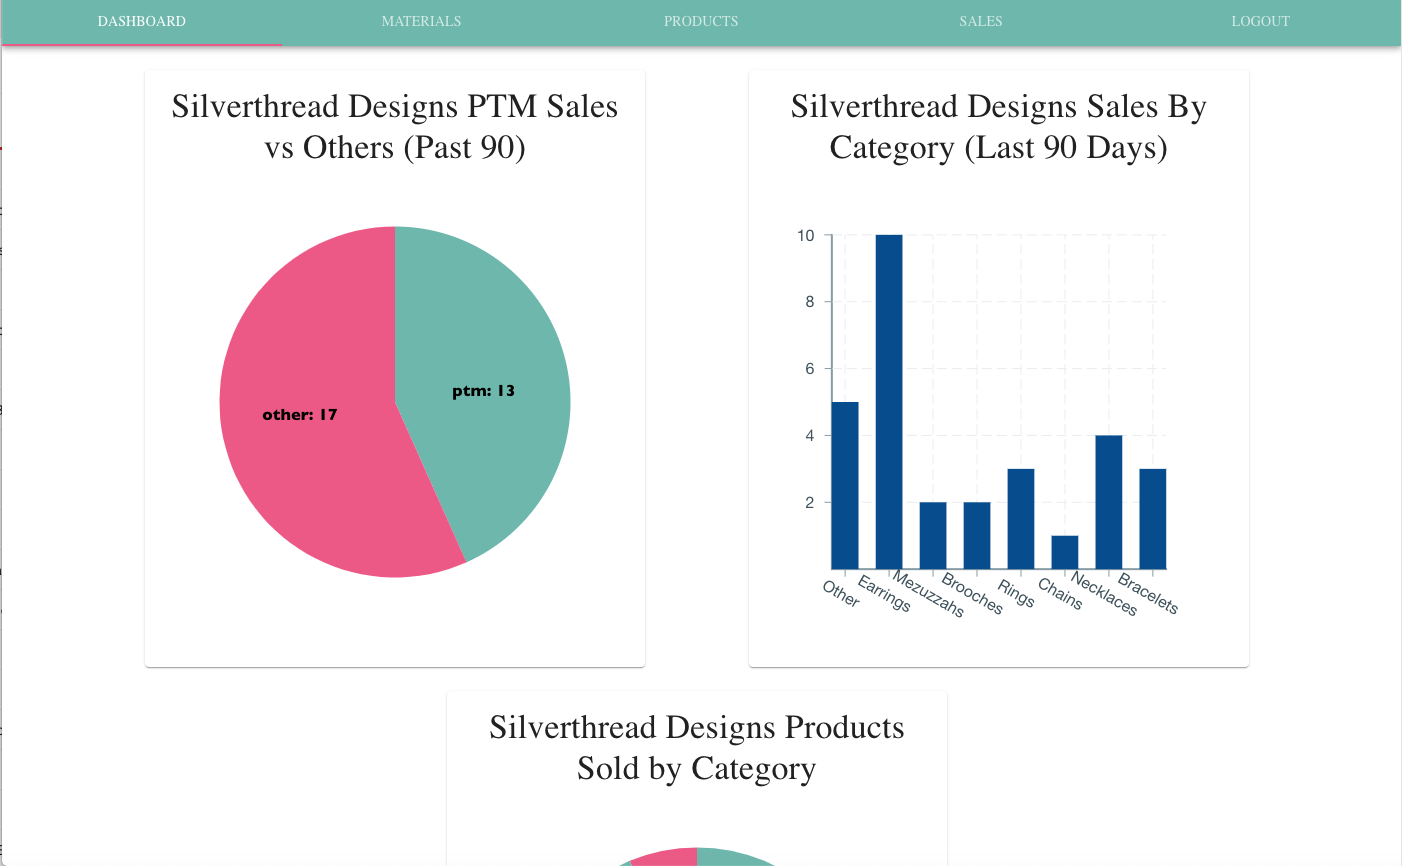 DASHBOARD MATERIALS PRODUCTS SALES LOGOUT
Silverthread Designs PTM Sales
vs Others (Past 90)
ptm: 13
other: 17
Silverthread Designs Sales By
Category (Last 90 Days)
10
8
6
4
2
Other Earrings Mezuzzahs Brooches Rings Chains Necklaces Bracelets
Silverthread Designs Products
Sold by Category